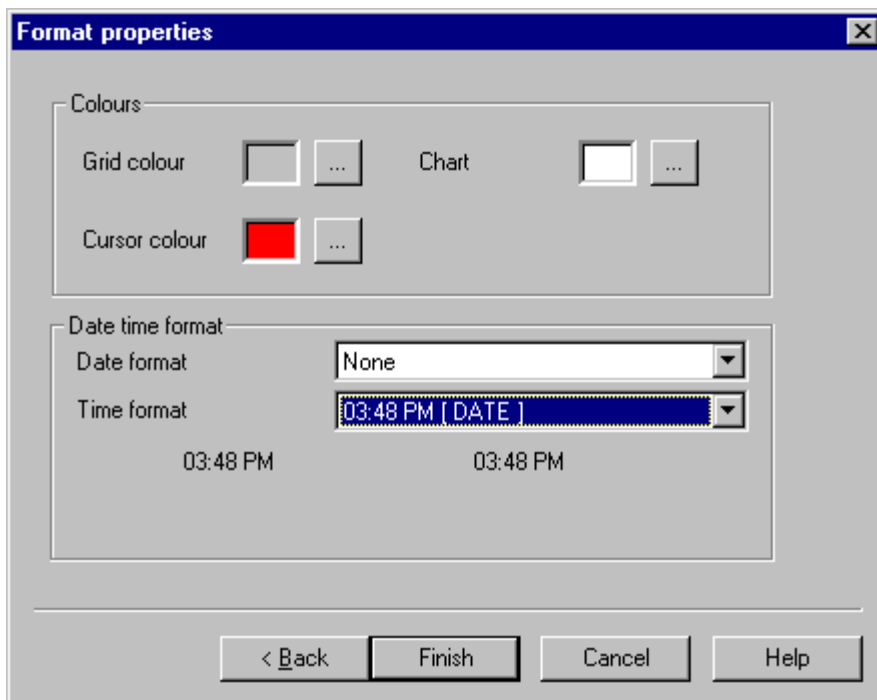 Format properties
Colours
Grid colour ... Chart ...
Cursor colour ...
Date time format
Date format None
Time format 03:48 PM [ DATE ]
03:48 PM 03:48 PM
< Back Finish Cancel Help